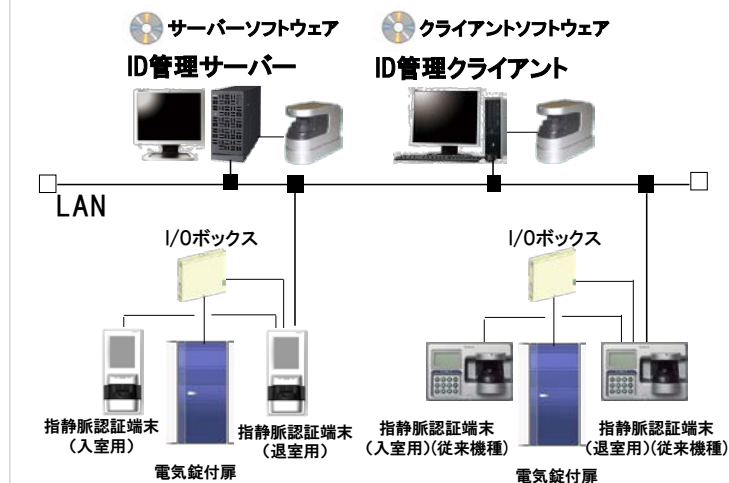 サーバーソフトウェア
クライアントソフトウェア
ID管理サーバー
ID管理クライアント
LAN
I/Oボックス
I/Oボックス
指静脈認証端末
（入室用）
指静脈認証端末
（退室用）
指静脈認証端末
（入室用）(従来機種)
指静脈認証端末
（退室用）(従来機種)
電気錠付扉
電気錠付扉